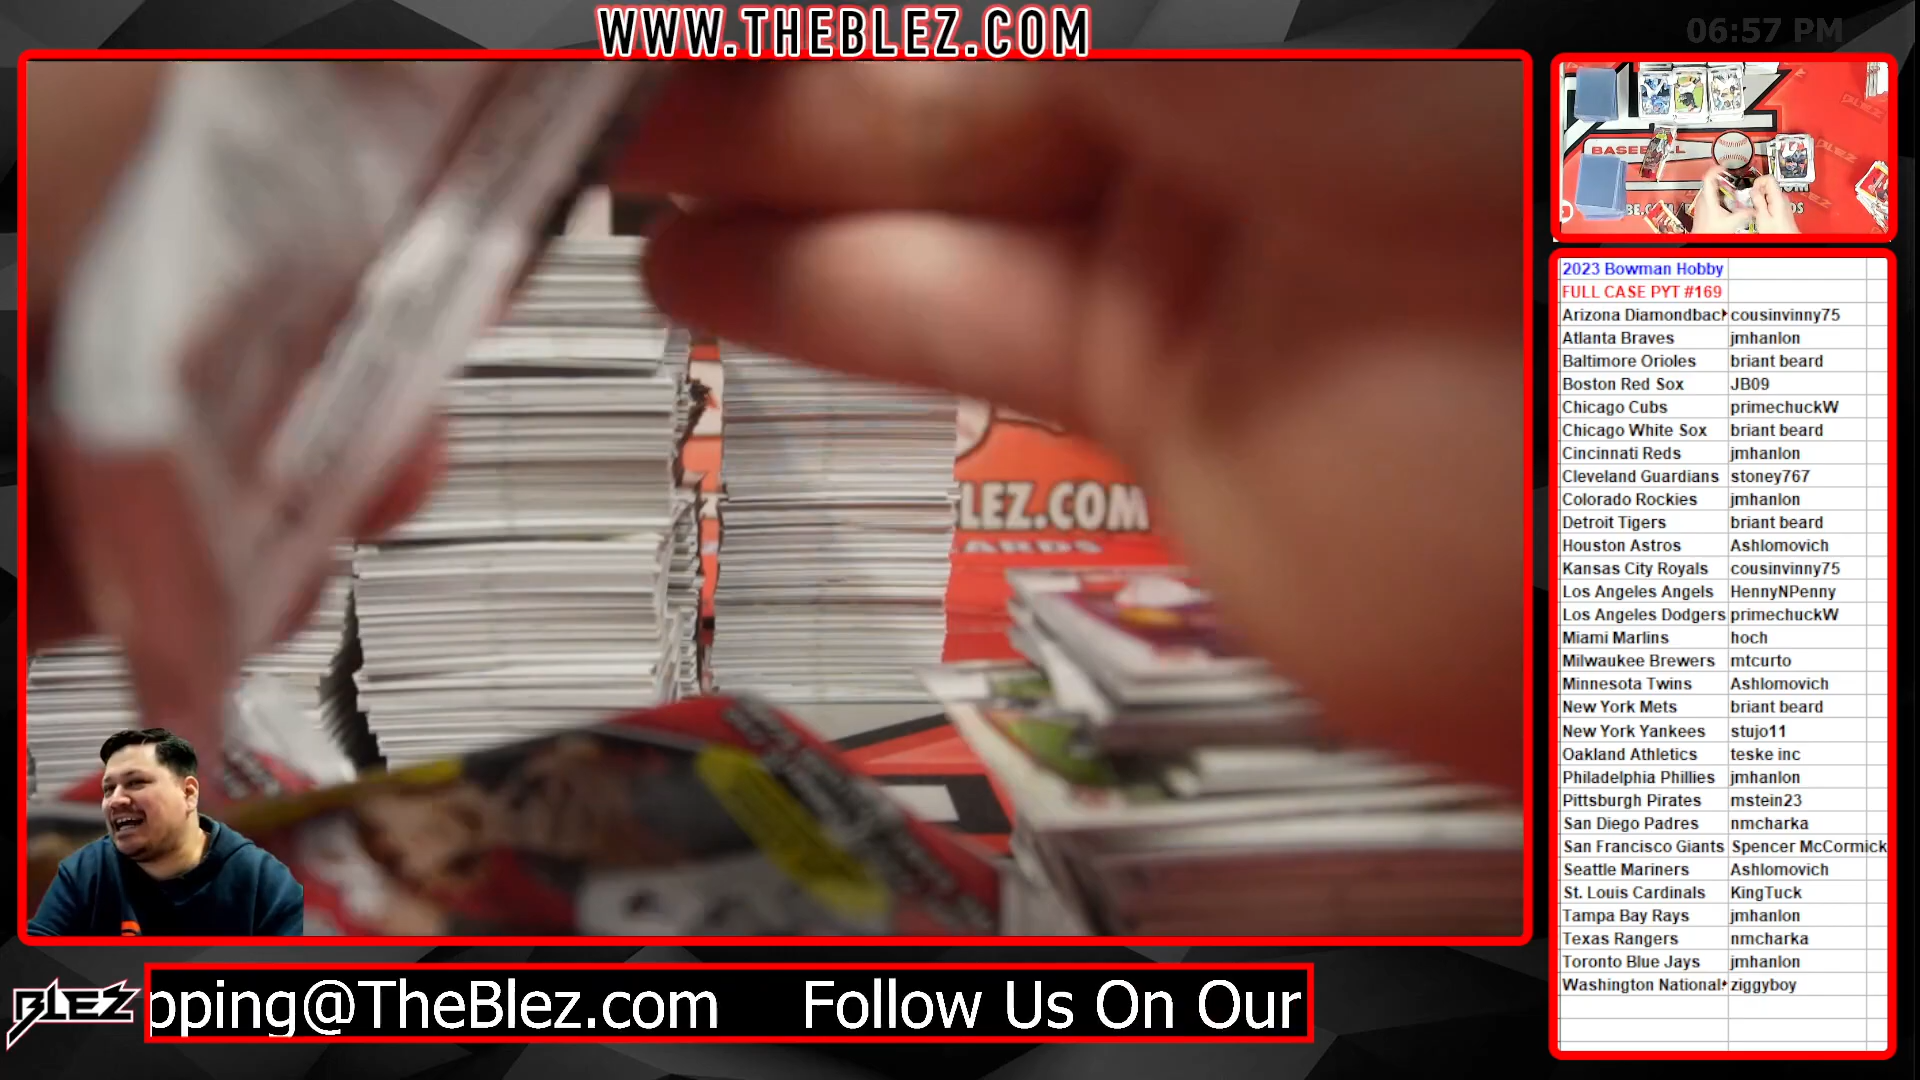 WWW.THEBLEZ.COM
06:57 PM
BASEBALL
BLEZ
LEZ.COM
ARDS
2023 Bowman Hobby
FULL CASE PYT #169
Arizona Diamondbac cousinvinny75
Atlanta Braves jmhanlon
Baltimore Orioles briant beard
Boston Red Sox JB09
Chicago Cubs primechuckW
Chicago White Sox briant beard
Cincinnati Reds jmhanlon
Cleveland Guardians stoney767
Colorado Rockies jmhanlon
Detroit Tigers briant beard
Houston Astros Ashlomovich
Kansas City Royals cousinvinny75
Los Angeles Angels HennyNPenny
Los Angeles Dodgers primechuckW
Miami Marlins hoch
Milwaukee Brewers mtcurto
Minnesota Twins Ashlomovich
New York Mets briant beard
New York Yankees stujo11
Oakland Athletics teske inc
Philadelphia Phillies jmhanlon
Pittsburgh Pirates mstein23
San Diego Padres nmcharka
San Francisco Giants Spencer McCormick
Seattle Mariners Ashlomovich
St. Louis Cardinals KingTuck
Tampa Bay Rays jmhanlon
Texas Rangers nmcharka
Toronto Blue Jays jmhanlon
Washington National ziggyboy
BLEZ
pping@TheBlez.com Follow Us On Our